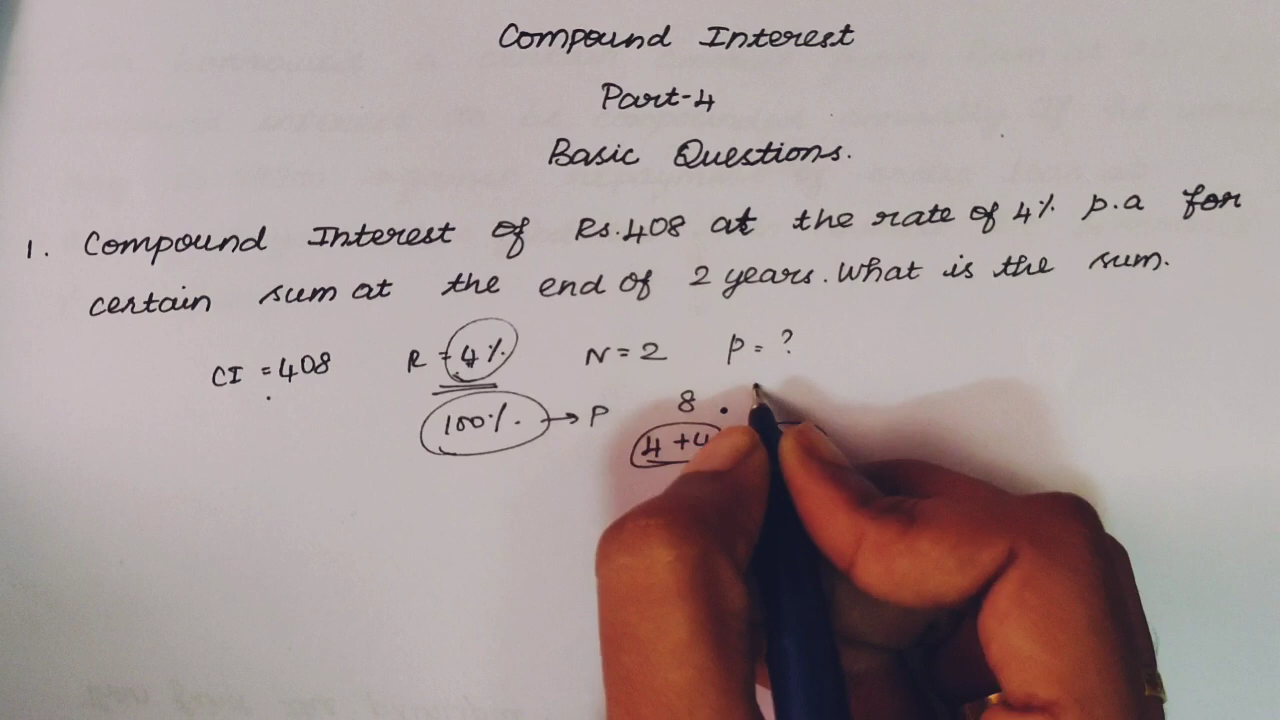 Compound Interest
Part-4
Basic Questions.
1. Compound Interest of Rs.408 at the rate of 4% p.a for
certain sum at the end of 2 years. What is the sum.
CI = 408 R = 4% N = 2 P = ?
100% → P 8 .
4 + 4